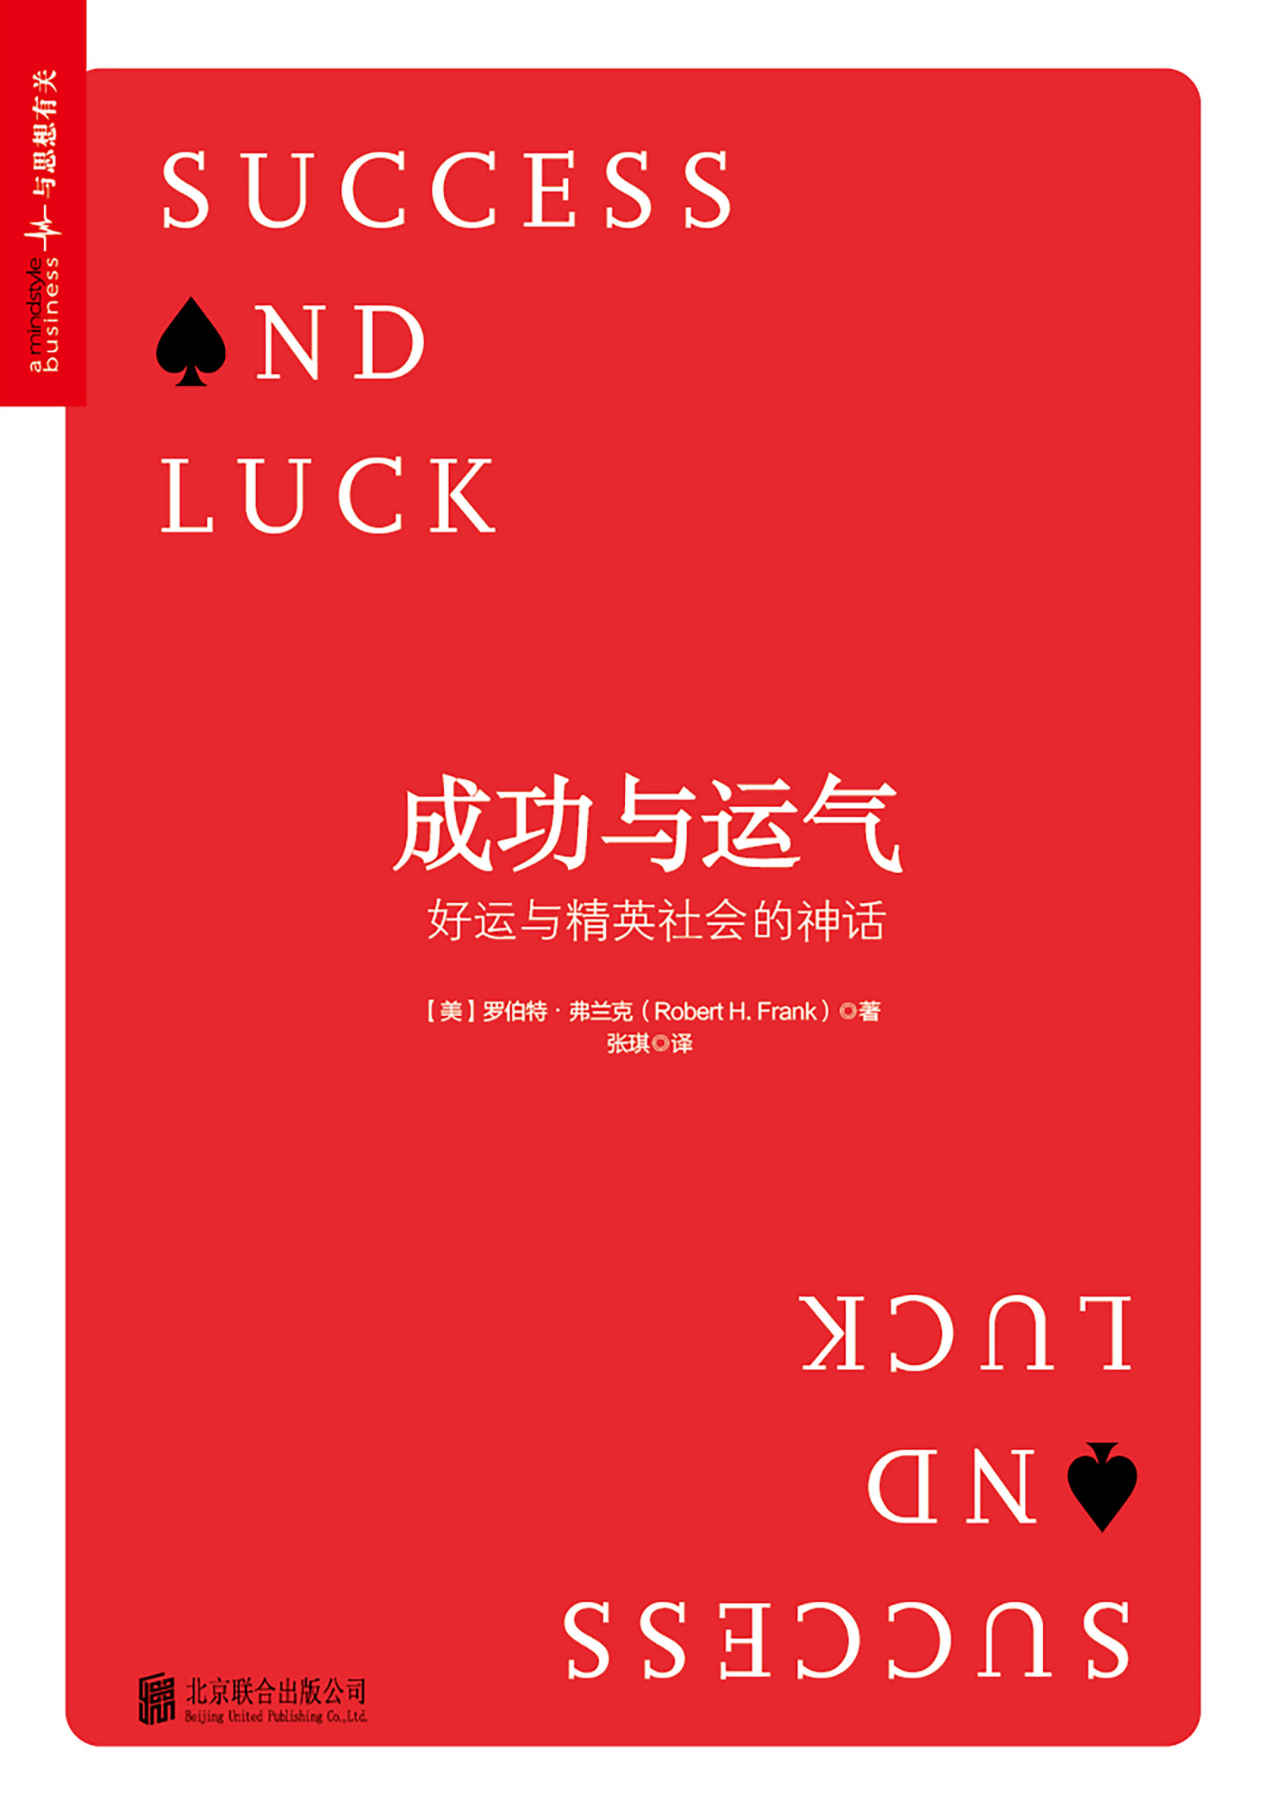 与思想有关
a mindstyle
business
SUCCESS
♠ND
LUCK
成功与运气
好运与精英社会的神话
【美】罗伯特·弗兰克（Robert H. Frank）◎著
张琪◎译
LUCK
♠ND
SUCCESS
北京联合出版公司
Beijing United Publishing Co.,Ltd.